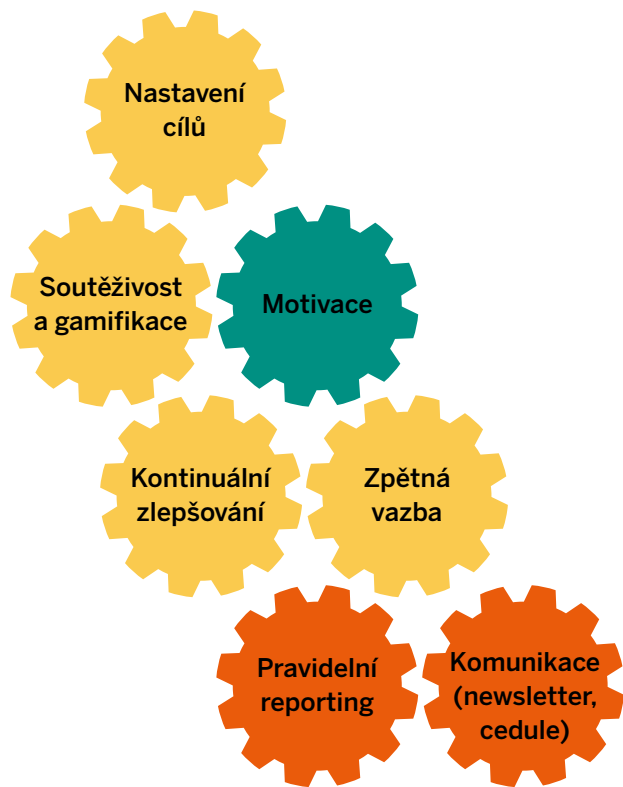 Nastavení
cílů
Soutěživost
a gamifikace
Motivace
Kontinuální
zlepšování
Zpětná
vazba
Pravidelní
reporting
Komunikace
(newsletter,
cedule)